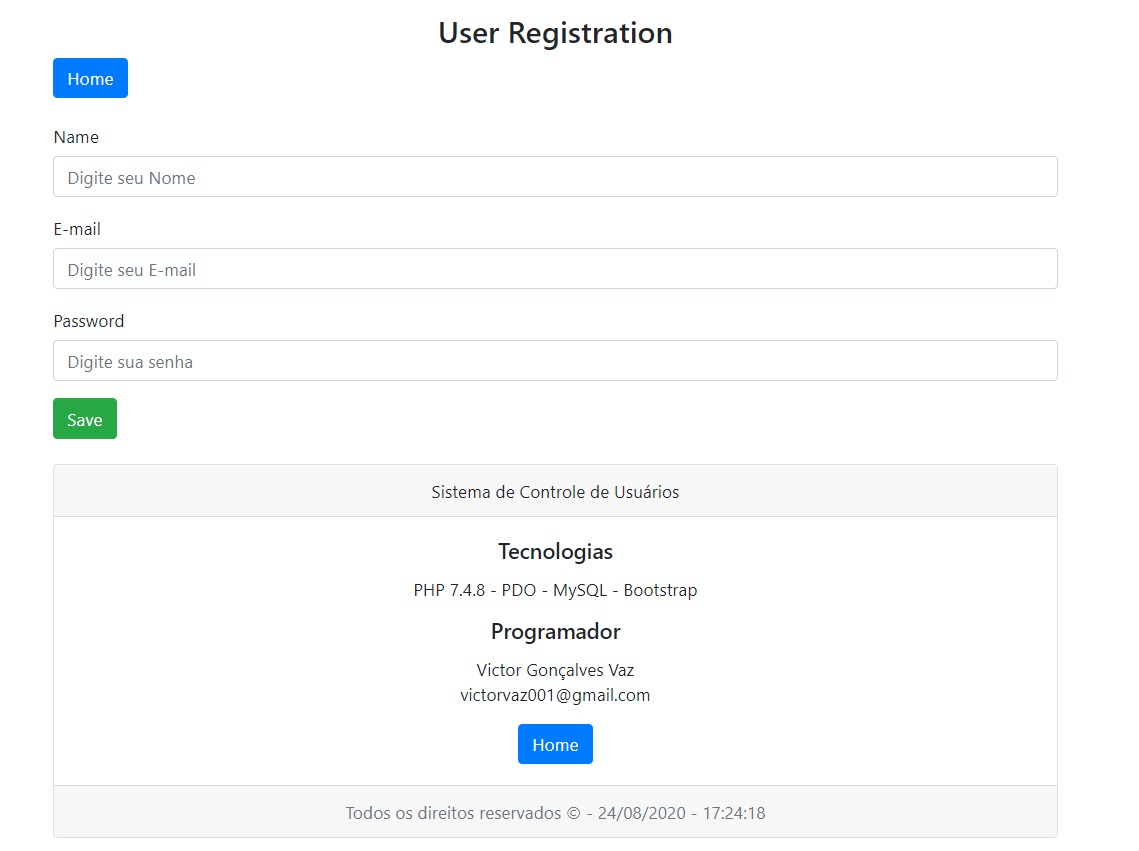 User Registration
Home
Name
Digite seu Nome
E-mail
Digite seu E-mail
Password
Digite sua senha
Save
Sistema de Controle de Usuários
Tecnologias
PHP 7.4.8 - PDO - MySQL - Bootstrap
Programador
Victor Gonçalves Vaz
victorvaz001@gmail.com
Home
Todos os direitos reservados © - 24/08/2020 - 17:24:18